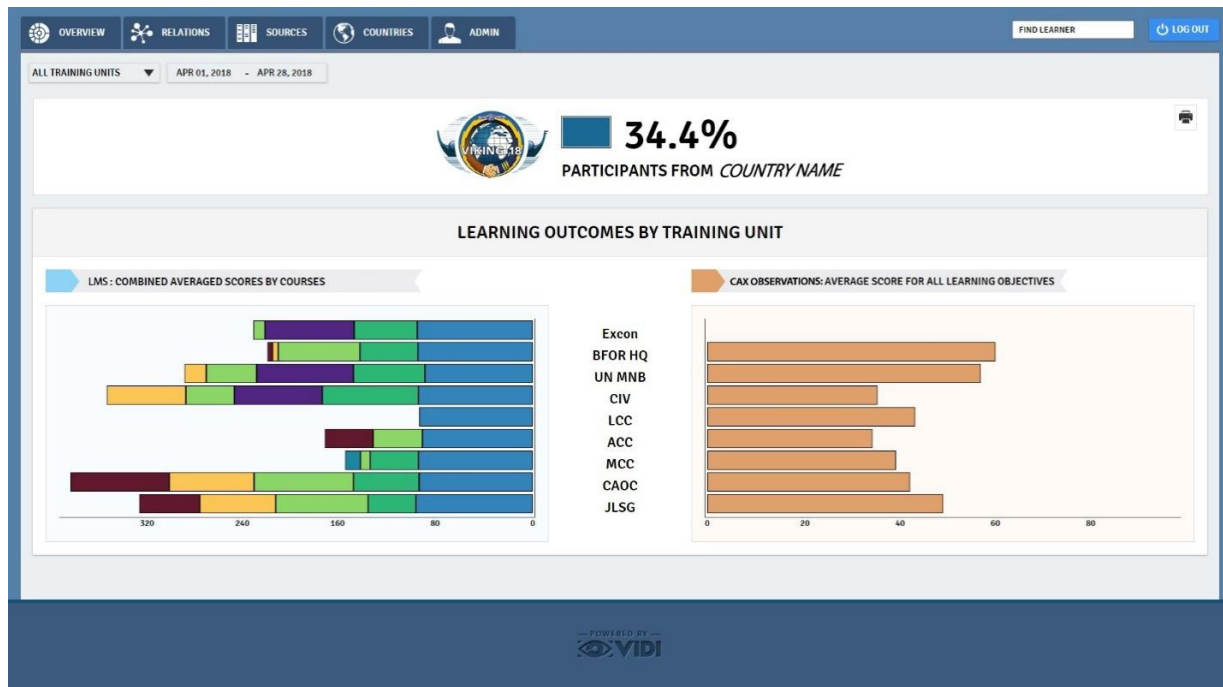 OVERVIEW RELATIONS SOURCES COUNTRIES ADMIN FIND LEARNER LOG OUT
ALL TRAINING UNITS APR 01, 2018 - APR 28, 2018
VIKING 18
34.4%
PARTICIPANTS FROM COUNTRY NAME
LEARNING OUTCOMES BY TRAINING UNIT
LMS : COMBINED AVERAGED SCORES BY COURSES
CAX OBSERVATIONS: AVERAGE SCORE FOR ALL LEARNING OBJECTIVES
Excon
BFOR HQ
UN MNB
CIV
LCC
ACC
MCC
CAOC
JLSG
320 240 160 80 0
0 20 40 60 80
POWERED BY
VIDI